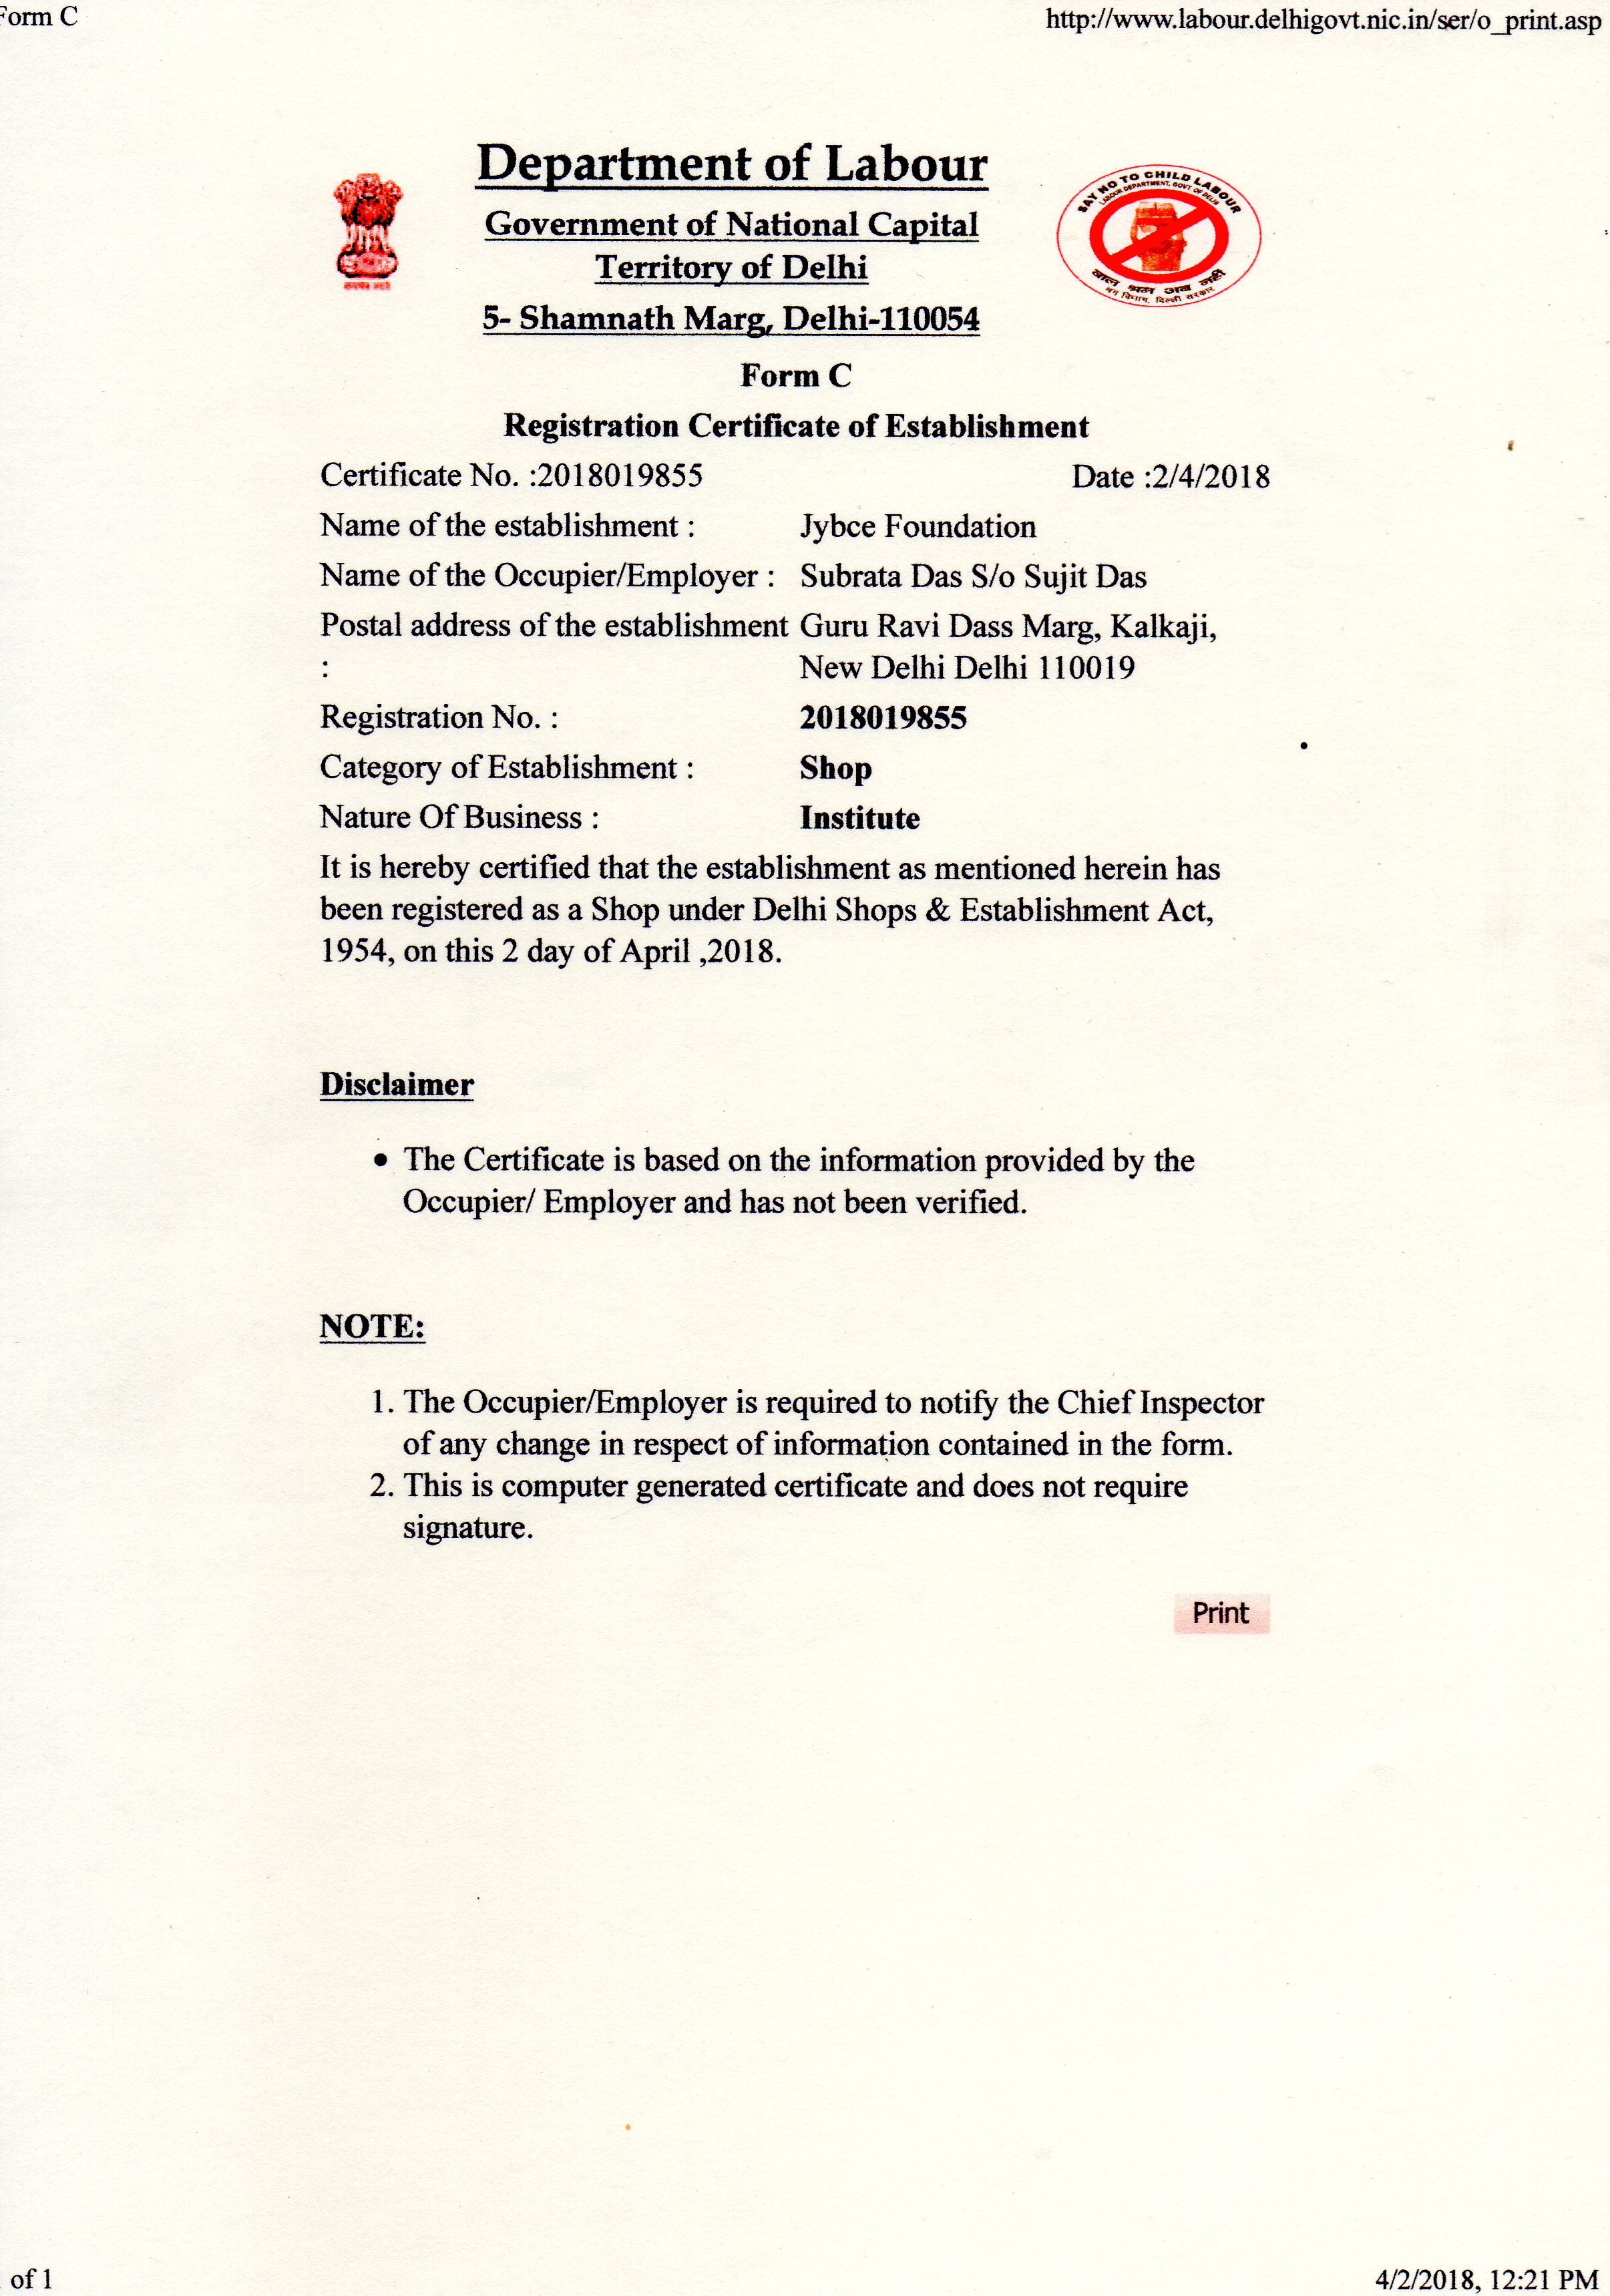 Form C
http://www.labour.delhigovt.nic.in/ser/o_print.asp
Department of Labour
Government of National Capital
Territory of Delhi
5- Shamnath Marg, Delhi-110054
SAY NO TO CHILD LABOUR
LABOUR DEPARTMENT, GOVT OF DELHI
बाल श्रम अब नहीं
श्रम विभाग, दिल्ली सरकार
Form C
Registration Certificate of Establishment
Certificate No. :2018019855 Date :2/4/2018
Name of the establishment : Jybce Foundation
Name of the Occupier/Employer : Subrata Das S/o Sujit Das
Postal address of the establishment Guru Ravi Dass Marg, Kalkaji,
: New Delhi Delhi 110019
Registration No. : 2018019855
Category of Establishment : Shop
Nature Of Business : Institute
It is hereby certified that the establishment as mentioned herein has
been registered as a Shop under Delhi Shops & Establishment Act,
1954, on this 2 day of April ,2018.
Disclaimer
• The Certificate is based on the information provided by the
Occupier/ Employer and has not been verified.
NOTE:
1. The Occupier/Employer is required to notify the Chief Inspector
of any change in respect of information contained in the form.
2. This is computer generated certificate and does not require
signature.
Print
of 1
4/2/2018, 12:21 PM